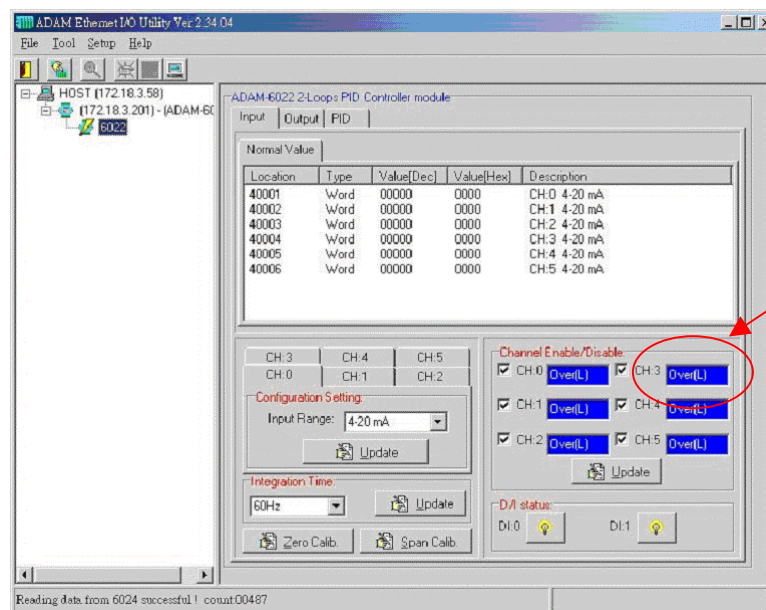 ADAM Ethernet I/O Utility Ver 2.34.04
File Tool Setup Help
HOST (172.18.3.58)
(172.18.3.201) - (ADAM-60
6022
ADAM-6022 2-Loops PID Controller module
Input Output PID
Normal Value
Location Type Value[Dec] Value[Hex] Description
40001 Word 00000 0000 CH:0 4-20 mA
40002 Word 00000 0000 CH:1 4-20 mA
40003 Word 00000 0000 CH:2 4-20 mA
40004 Word 00000 0000 CH:3 4-20 mA
40005 Word 00000 0000 CH:4 4-20 mA
40006 Word 00000 0000 CH:5 4-20 mA
CH:3 CH:4 CH:5
CH:0 CH:1 CH:2
Configuration Setting:
Input Range: 4-20 mA
Update
Integration Time:
60Hz Update
Zero Calib. Span Calib.
Channel Enable/Disable:
CH:0 Over(L) CH:3 Over(L)
CH:1 Over(L) CH:4 Over(L)
CH:2 Over(L) CH:5 Over(L)
Update
D/I status:
DI:0 DI:1
Reading data from 6024 successful ! count:00487